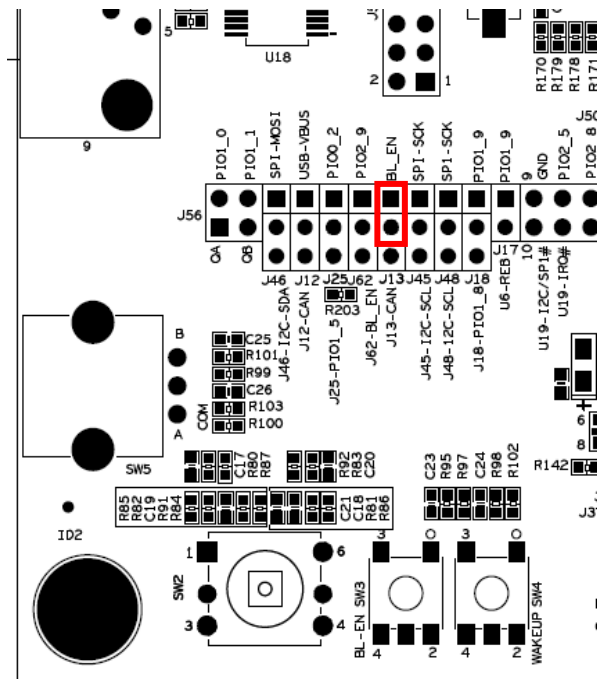 5
U18
2
1
R170
R179
R178
R171
9
PIO1_0
PIO1_1
SPI-MOSI
USB-VBUS
PIO0_2
PIO2_9
BL_EN
SPI-SCK
SP1-SCK
PIO1_9
PIO1_9
9
GND
PIO2_5
PIO2_8
J50
J56
QA
QB
J46
J12
J25
J62
J13
J45
J48
J18
J17
10
J46-I2C-SDA
J12-CAN
J25-PIO1_5
R203
J62-BL_EN
J13-CAN
J45-I2C-SCL
J48-I2C-SCL
J18-PIO1_8
U6-REB
U19-I2C/SP1#
U19-IRQ#
B
A
COM
C25
R101
R99
C26
R103
R100
SW5
+
6
8
R142
J37
C17
R80
R87
R92
R83
C20
C23
R95
R97
C24
R98
R102
R85
R82
C19
R91
R84
C21
C18
R81
R86
ID2
1
6
SW2
3
4
3
O
BL-EN SW3
4
2
3
O
WAKEUP SW4
4
2